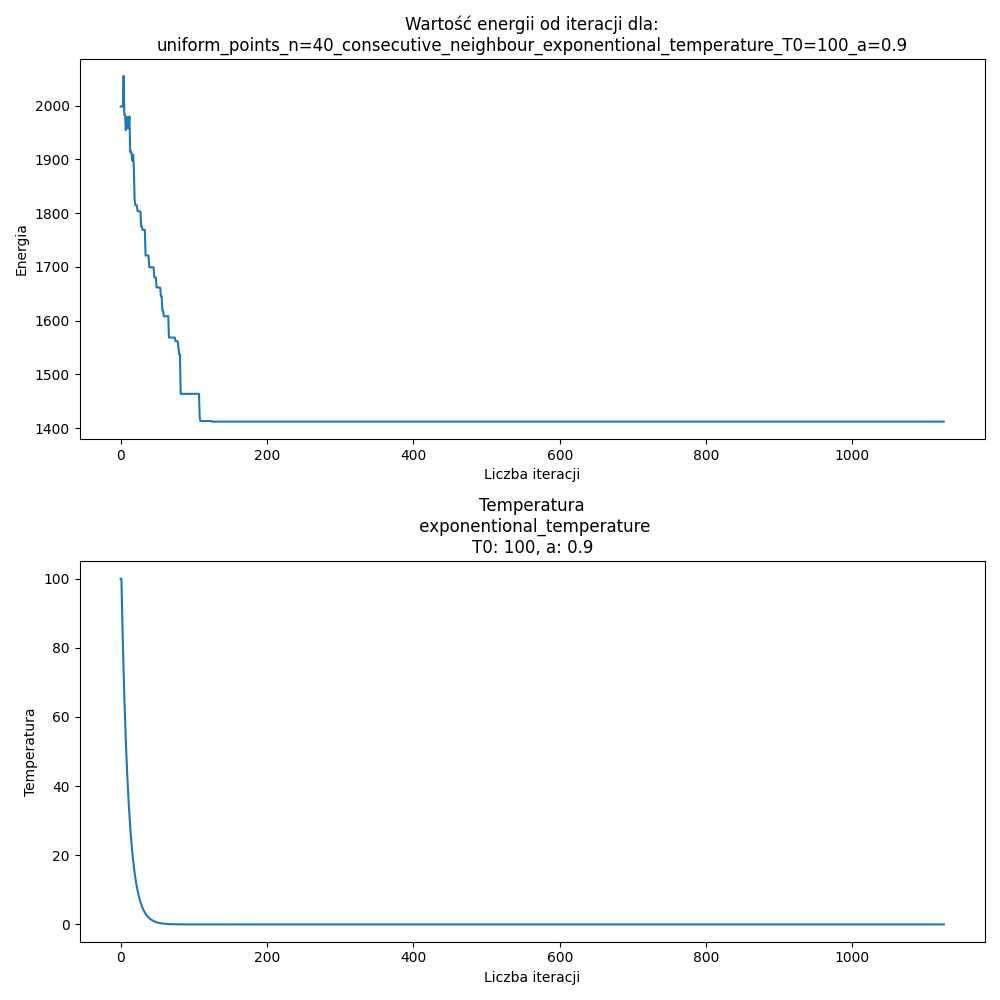 Wartość energii od iteracji dla:
uniform_points_n=40_consecutive_neighbour_exponentional_temperature_T0=100_a=0.9
2000
1900
1800
1700
1600
1500
1400
Energia
0 200 400 600 800 1000
Liczba iteracji
Temperatura
exponentional_temperature
T0: 100, a: 0.9
100
80
60
40
20
0
Temperatura
0 200 400 600 800 1000
Liczba iteracji